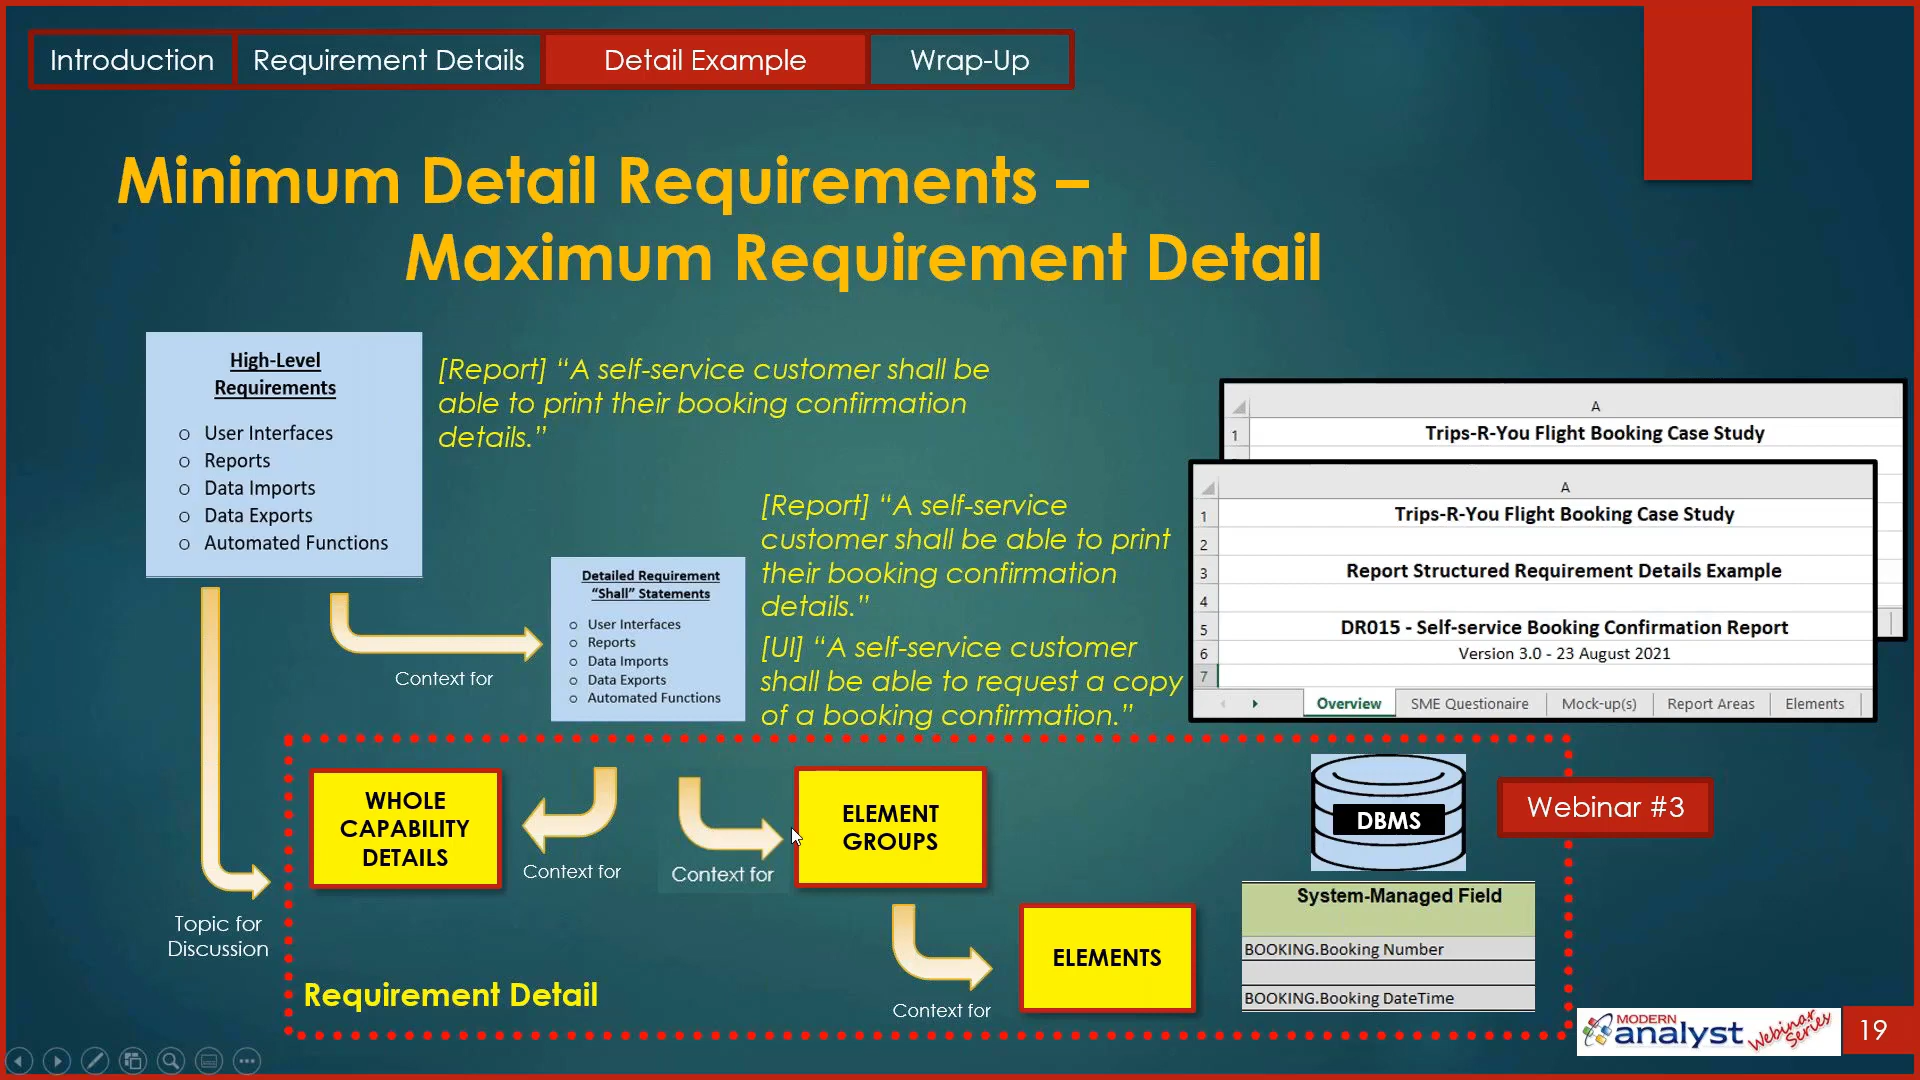 Introduction
Requirement Details
Detail Example
Wrap-Up
Minimum Detail Requirements –
Maximum Requirement Detail
High-Level
Requirements
o User Interfaces
o Reports
o Data Imports
o Data Exports
o Automated Functions
[Report] “A self-service customer shall be
able to print their booking confirmation
details.”
Context for
Detailed Requirement
“Shall” Statements
o User Interfaces
o Reports
o Data Imports
o Data Exports
o Automated Functions
[Report] “A self-service
customer shall be able to print
their booking confirmation
details.”
[UI] “A self-service customer
shall be able to request a copy
of a booking confirmation.”
A
1 Trips-R-You Flight Booking Case Study
A
1 Trips-R-You Flight Booking Case Study
2
3 Report Structured Requirement Details Example
4
5 DR015 - Self-service Booking Confirmation Report
6 Version 3.0 - 23 August 2021
7
Overview SME Questionaire Mock-up(s) Report Areas Elements
Topic for
Discussion
WHOLE
CAPABILITY
DETAILS
Context for
Context for
ELEMENT
GROUPS
Context for
ELEMENTS
Requirement Detail
DBMS
Webinar #3
System-Managed Field
BOOKING.Booking Number
BOOKING.Booking DateTime
MODERN
analyst
Webinar
Series
19